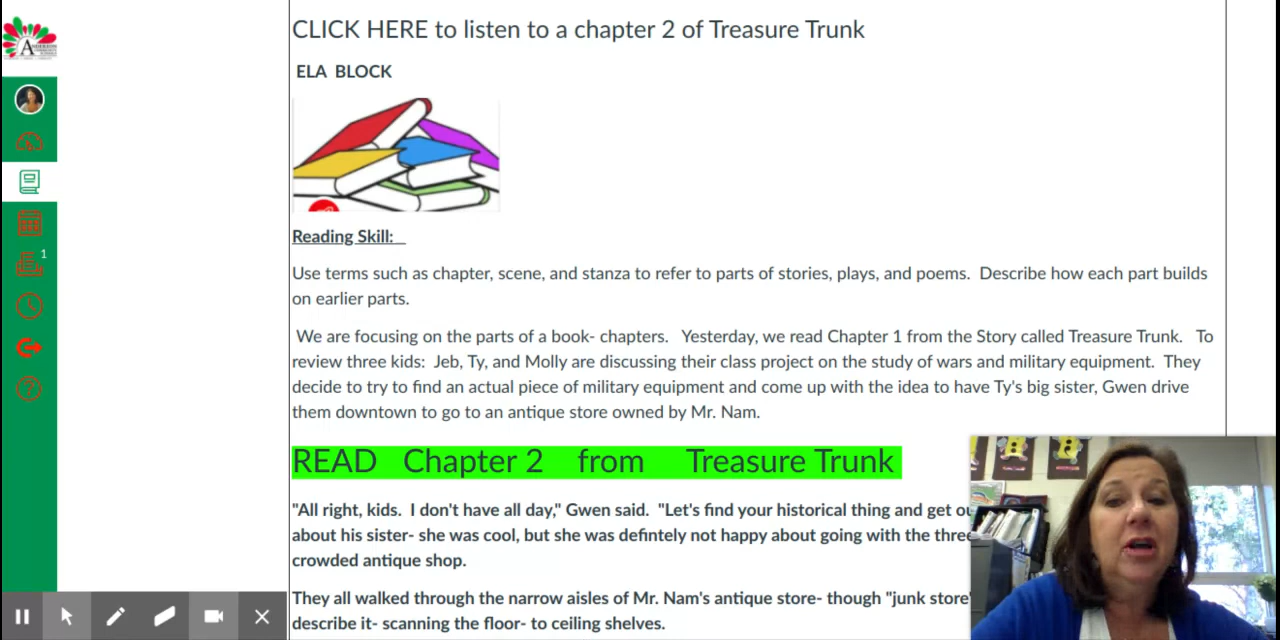 CLICK HERE to listen to a chapter 2 of Treasure Trunk
ELA BLOCK
Reading Skill:
Use terms such as chapter, scene, and stanza to refer to parts of stories, plays, and poems. Describe how each part builds
on earlier parts.
We are focusing on the parts of a book- chapters. Yesterday, we read Chapter 1 from the Story called Treasure Trunk. To
review three kids: Jeb, Ty, and Molly are discussing their class project on the study of wars and military equipment. They
decide to try to find an actual piece of military equipment and come up with the idea to have Ty's big sister, Gwen drive
them downtown to go to an antique store owned by Mr. Nam.
READ Chapter 2 from Treasure Trunk
"All right, kids. I don't have all day," Gwen said. "Let's find your historical thing and get
about his sister- she was cool, but she was defintely not happy about going with the three
crowded antique shop.
They all walked through the narrow aisles of Mr. Nam's antique store- though "junk store"
describe it- scanning the floor- to ceiling shelves.
ANDERSON
1